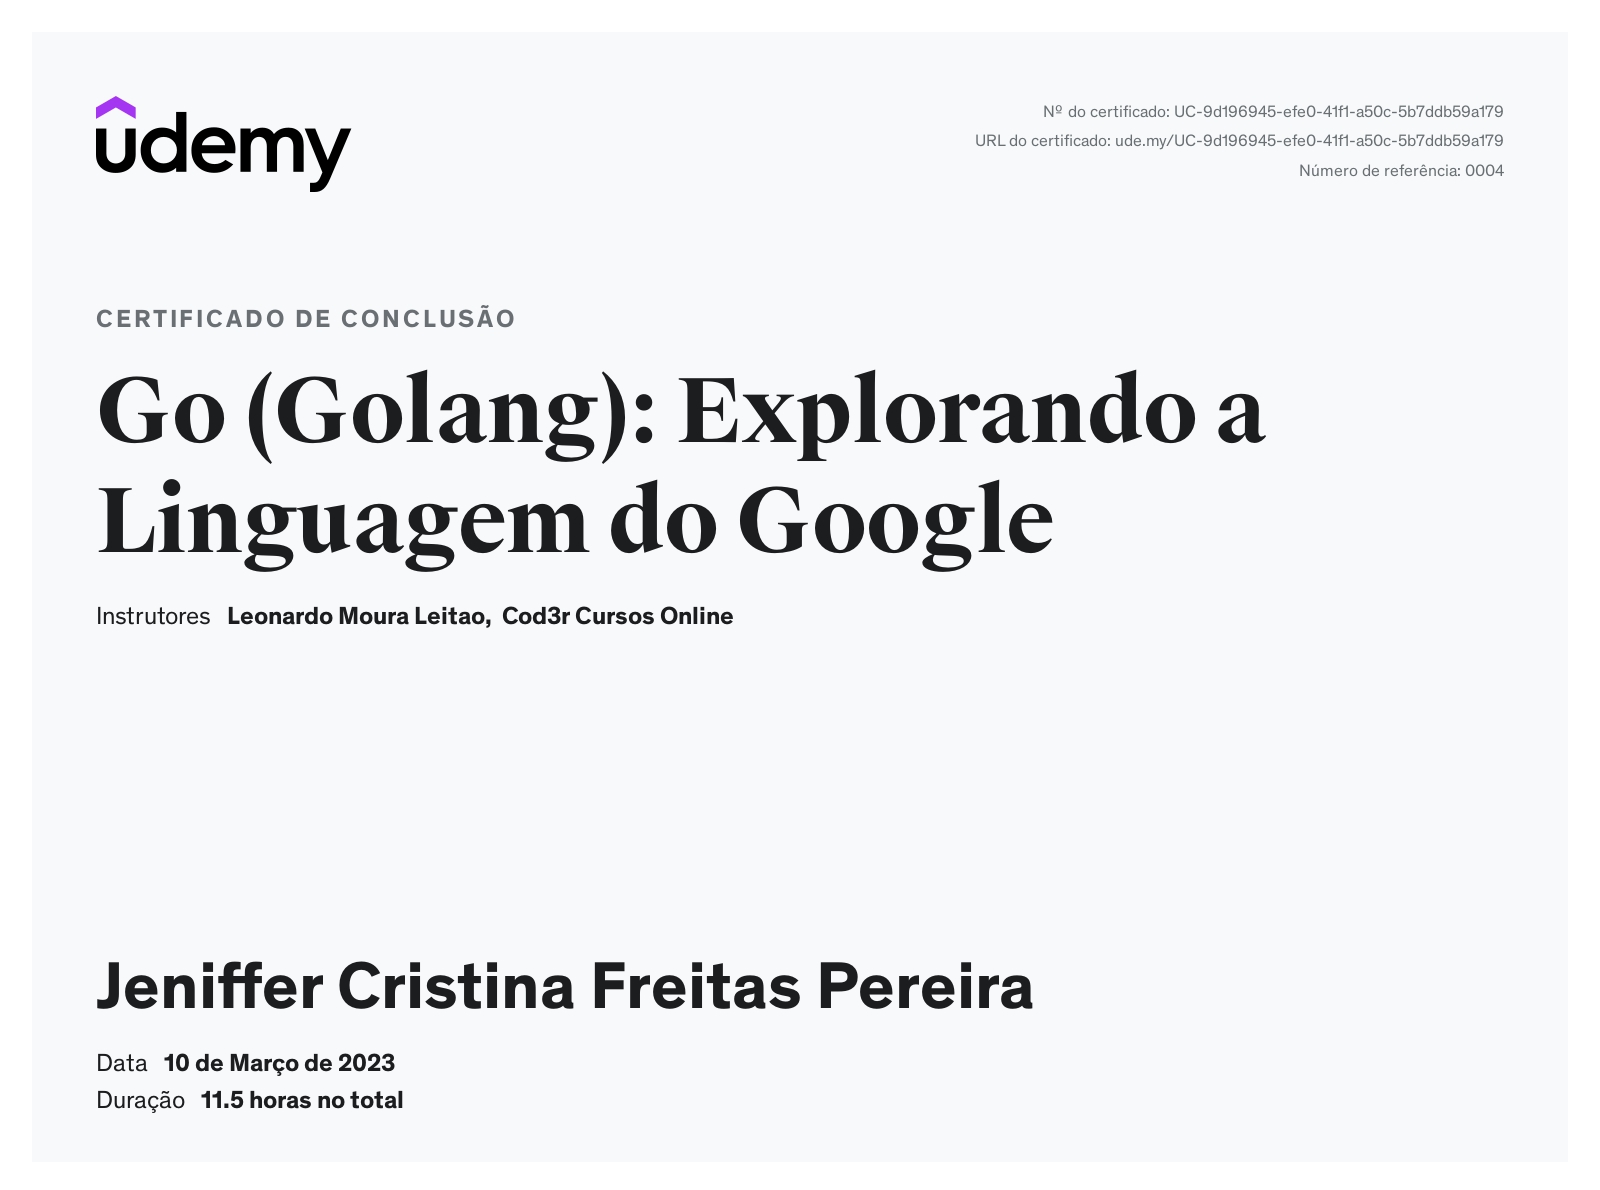 udemy
Nº do certificado: UC-9d196945-efe0-41f1-a50c-5b7ddb59a179
URL do certificado: ude.my/UC-9d196945-efe0-41f1-a50c-5b7ddb59a179
Número de referência: 0004
CERTIFICADO DE CONCLUSÃO
Go (Golang): Explorando a
Linguagem do Google
Instrutores Leonardo Moura Leitao, Cod3r Cursos Online
Jeniffer Cristina Freitas Pereira
Data 10 de Março de 2023
Duração 11.5 horas no total